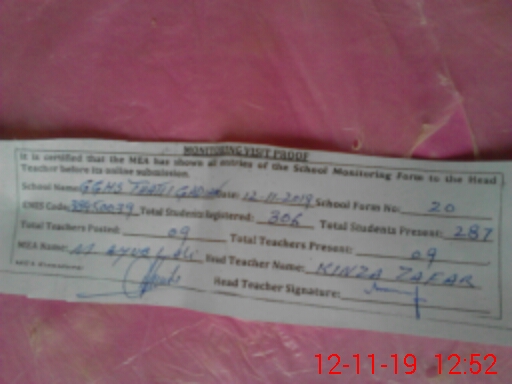 MONITORING VISIT PROOF
It is certified that the MEA has shown all entries of the School Monitoring Form to the Head
Teacher before its online submission.
School Name: GGHS Date: 12-11-2019 School Form No: 20
EMIS Code: Total Students Registered: 306 Total Students Present: 287
Total Teachers Posted: 09 Total Teachers Present: 09
MEA Name: Head Teacher Name: KINZA ZAFAR
MEA Signature: Head Teacher Signature:
12-11-19 12:52